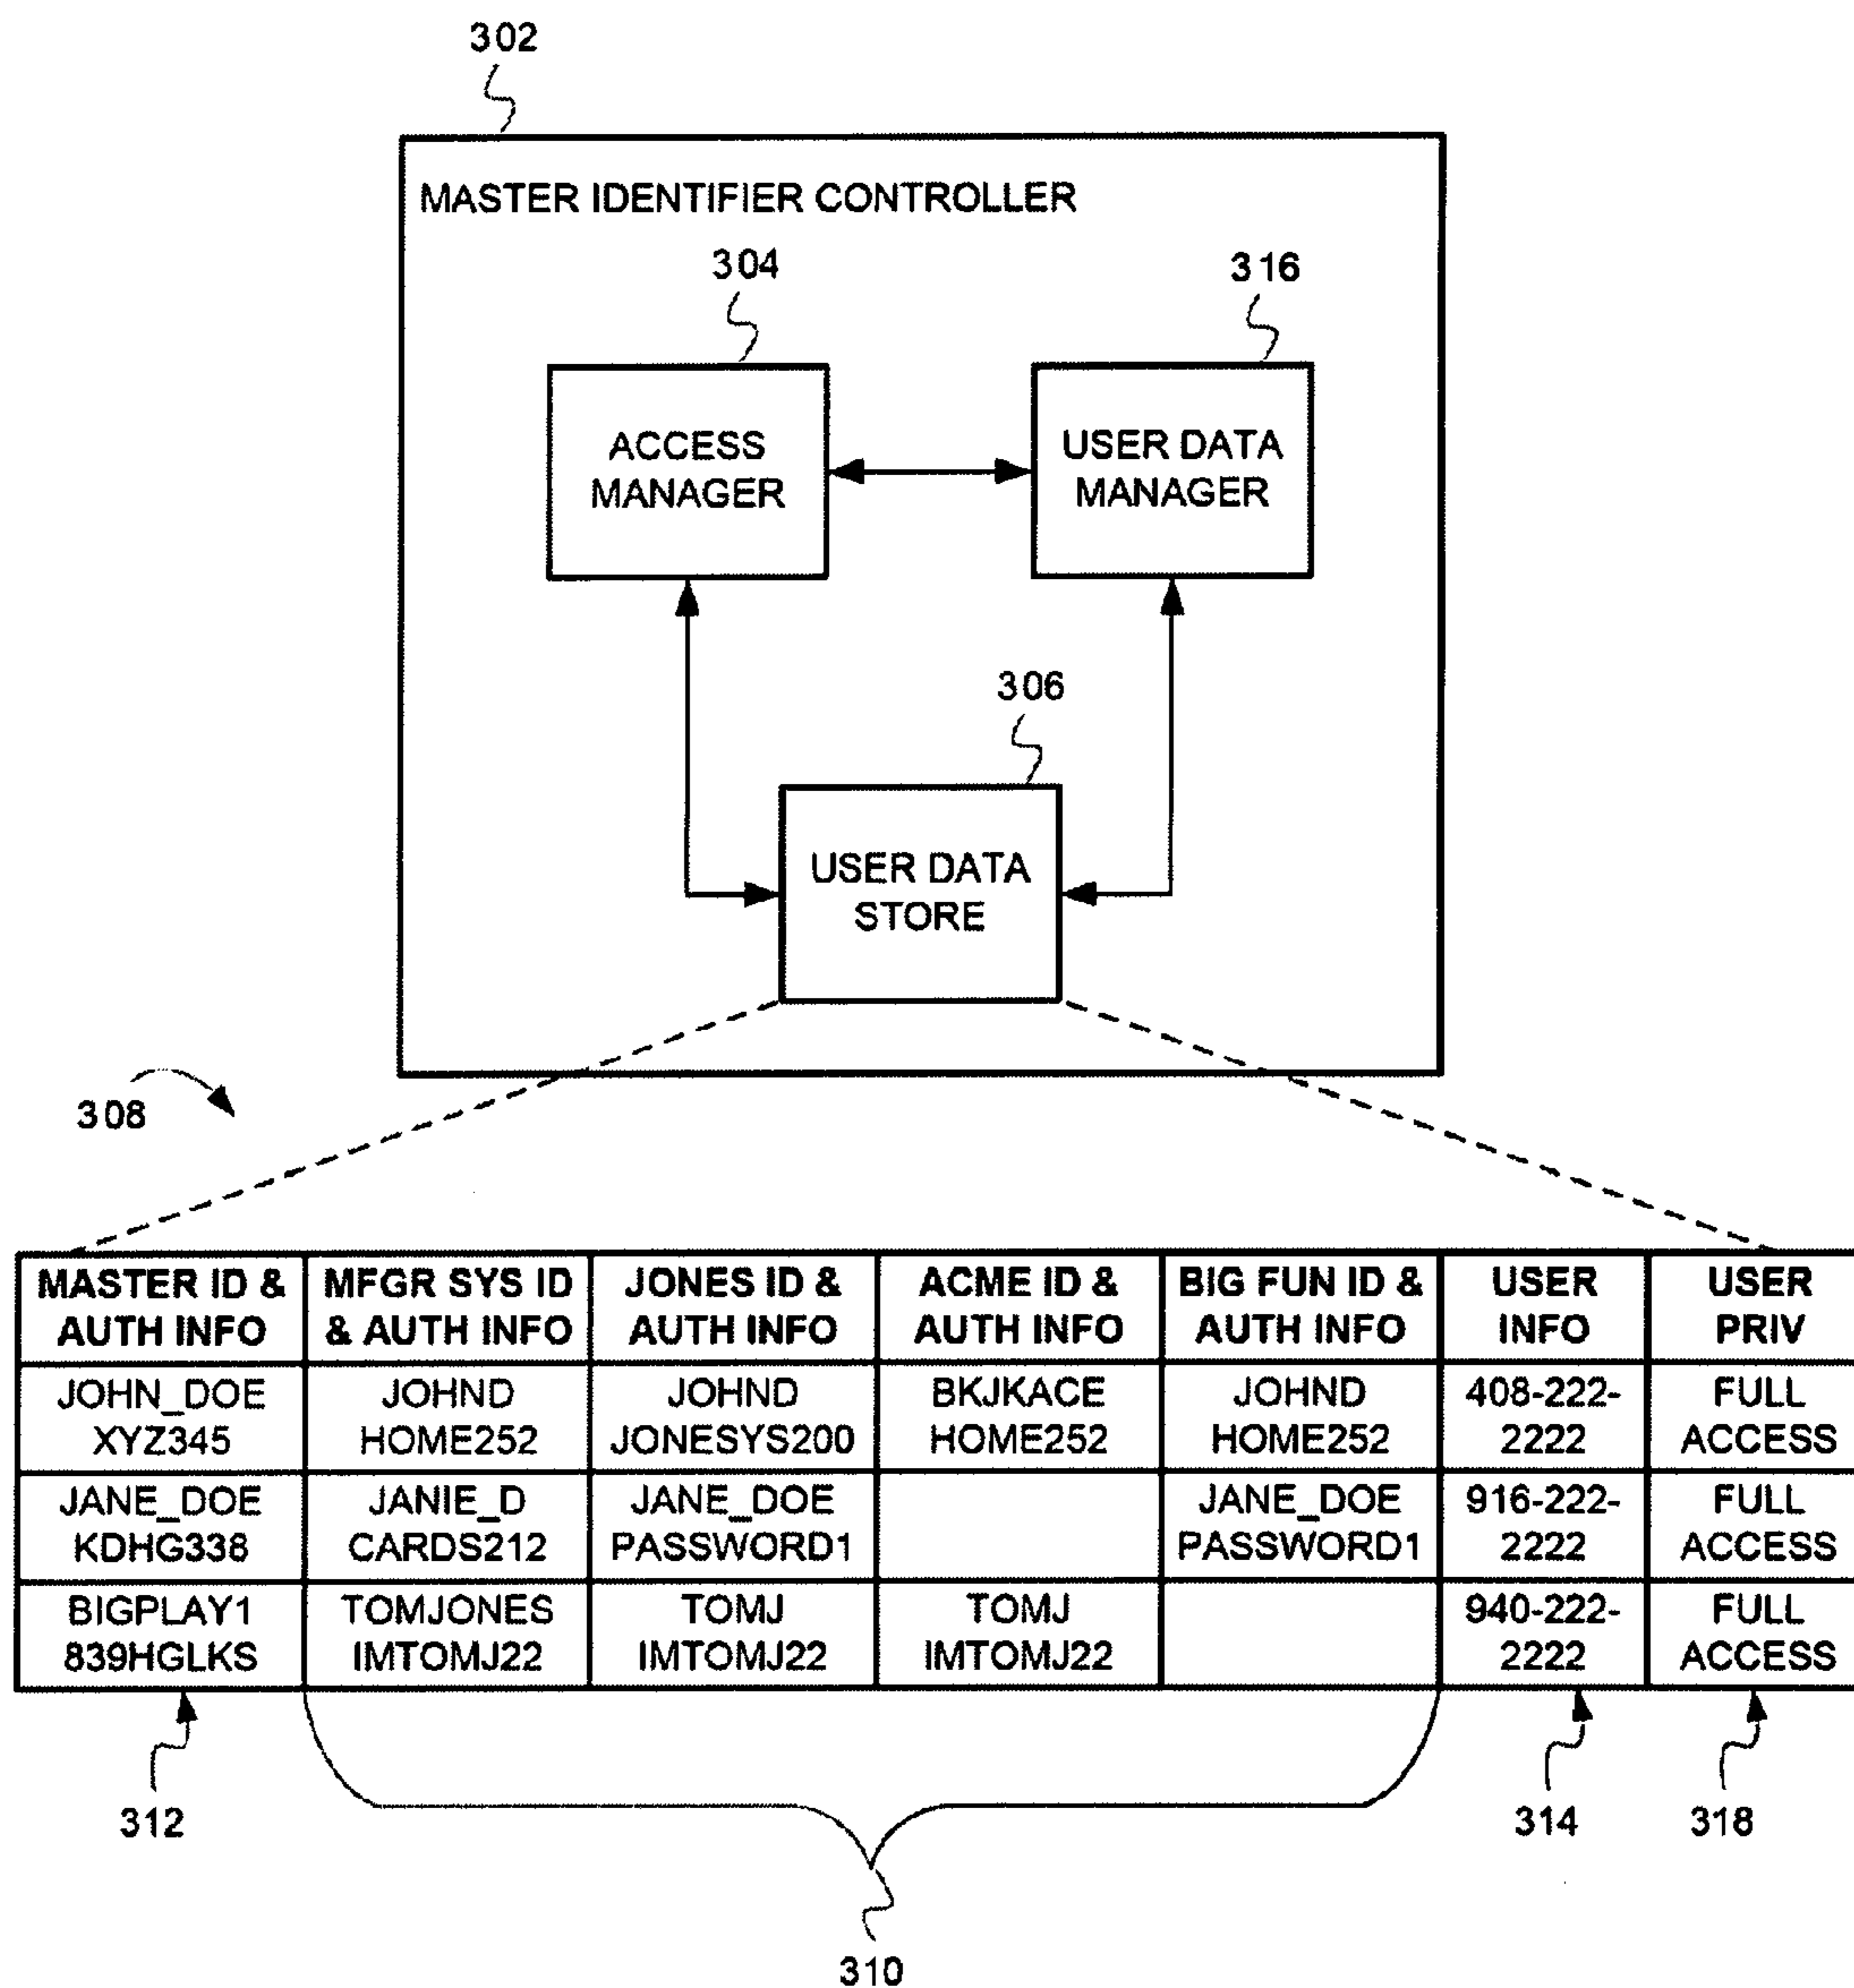 302
MASTER IDENTIFIER CONTROLLER
304
316
ACCESS
MANAGER
USER DATA
MANAGER
306
USER DATA
STORE
308
MASTER ID &
AUTH INFO
MFGR SYS ID
& AUTH INFO
JONES ID &
AUTH INFO
ACME ID &
AUTH INFO
BIG FUN ID &
AUTH INFO
USER
INFO
USER
PRIV
JOHN_DOE
XYZ345
JOHND
HOME252
JOHND
JONESYS200
BKJKACE
HOME252
JOHND
HOME252
408-222-
2222
FULL
ACCESS
JANE_DOE
KDHG338
JANIE_D
CARDS212
JANE_DOE
PASSWORD1
JANE_DOE
PASSWORD1
916-222-
2222
FULL
ACCESS
BIGPLAY1
839HGLKS
TOMJONES
IMTOMJ22
TOMJ
IMTOMJ22
TOMJ
IMTOMJ22
940-222-
2222
FULL
ACCESS
312
314
318
310